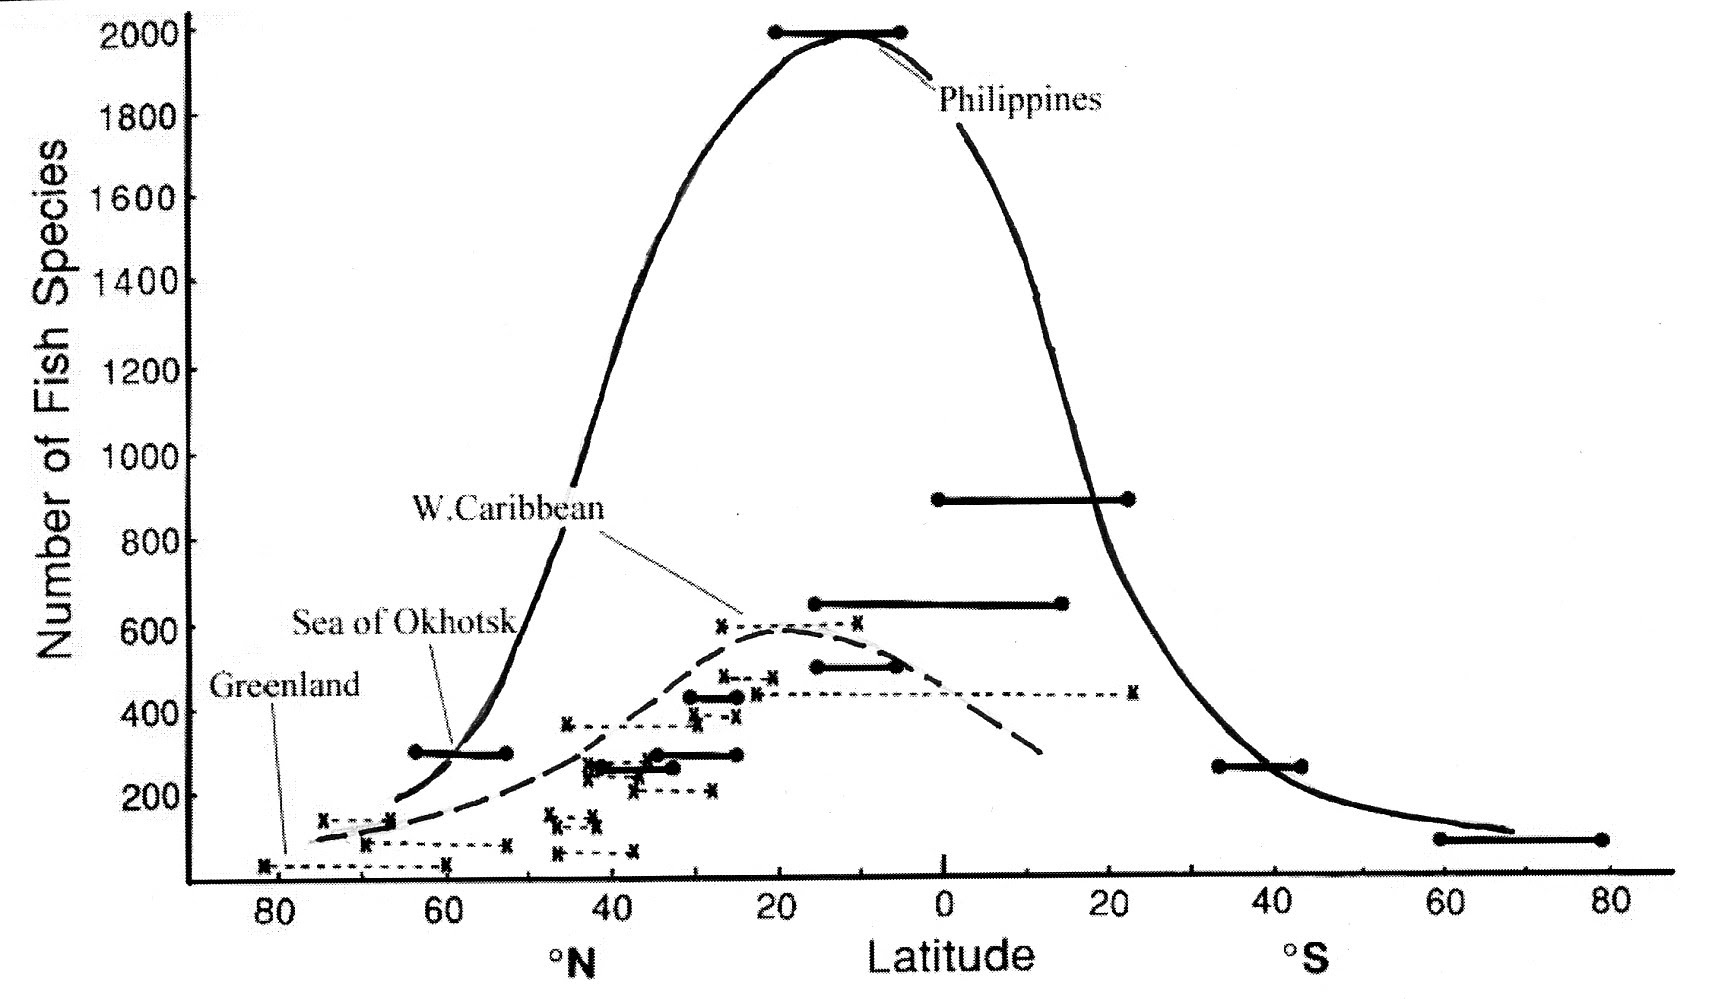 2000
1800
Philippines
1600
1400
1200
1000
W.Caribbean
800
600
Sea of Okhotsk
Greenland
400
200
80 60 40 20 0 20 40 60 80
°N Latitude °S
Number of Fish Species